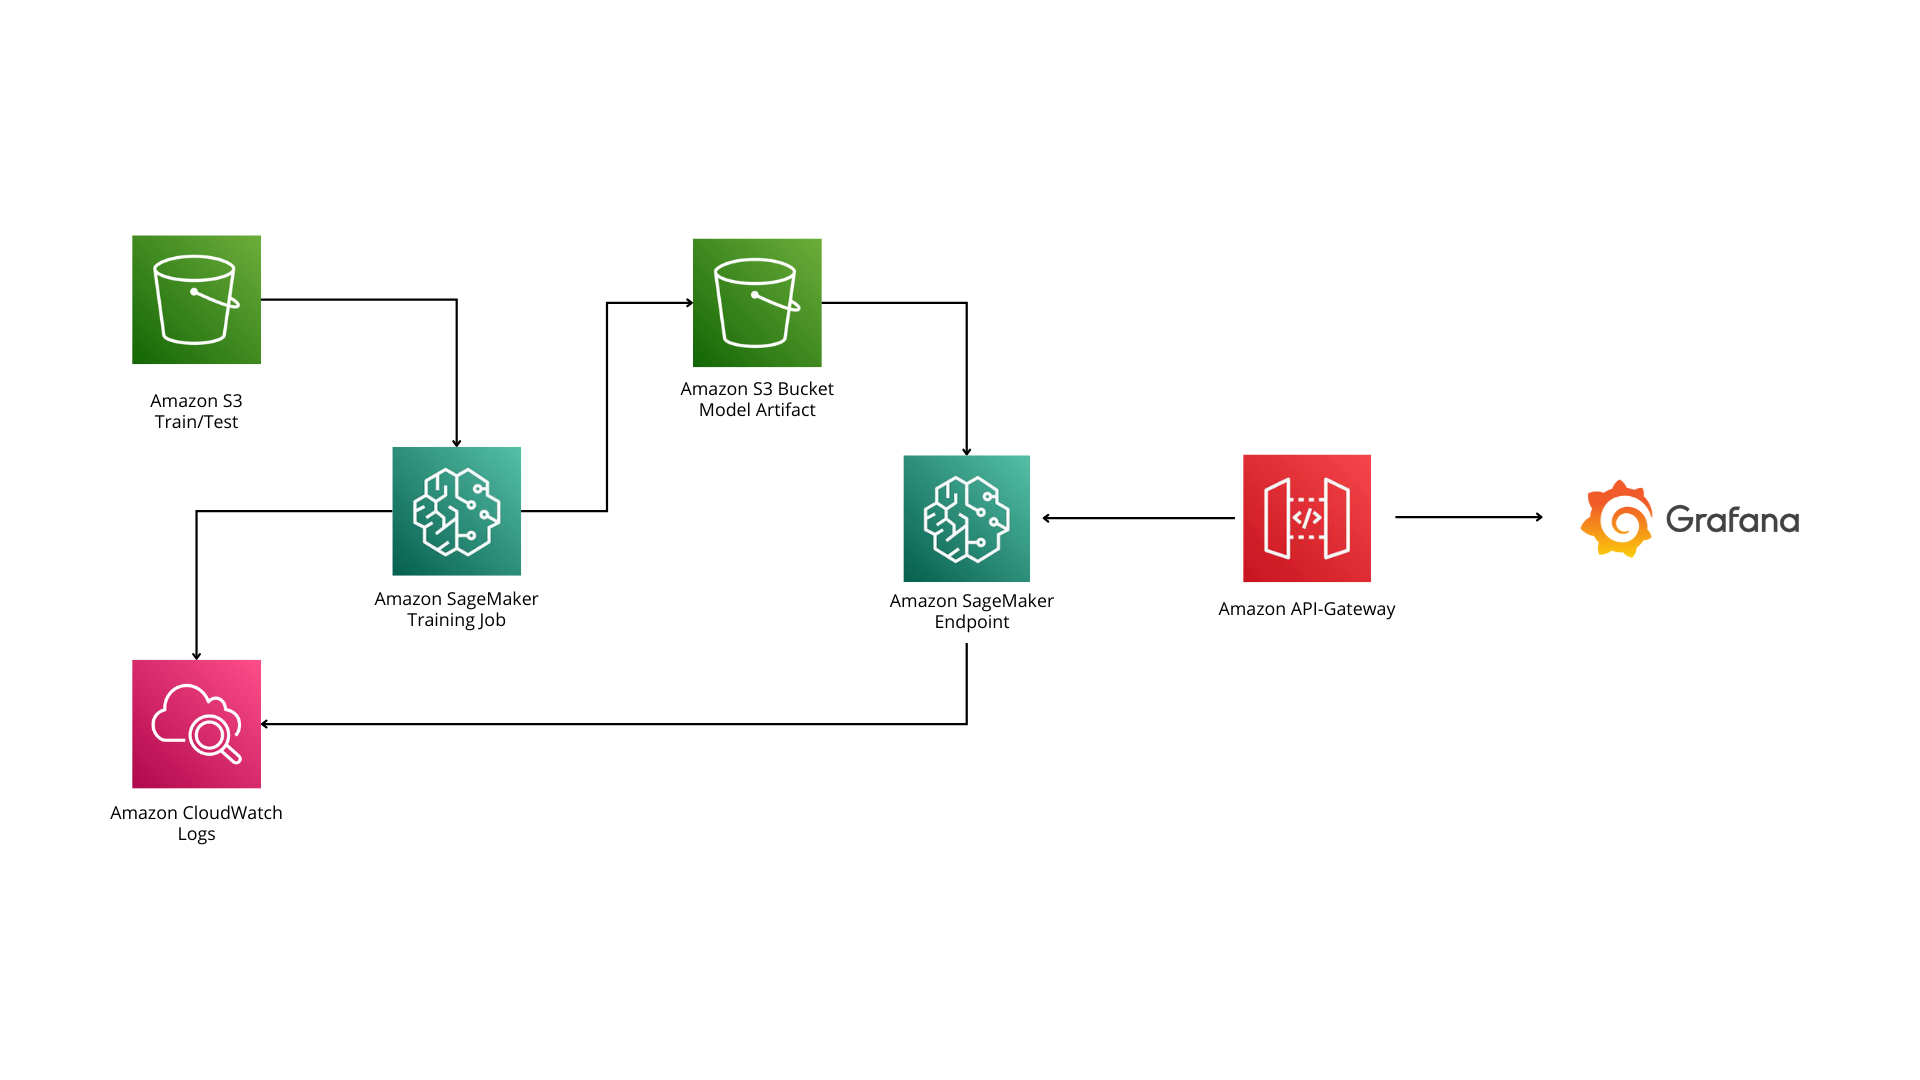 Amazon S3
Train/Test
Amazon S3 Bucket
Model Artifact
Amazon SageMaker
Training Job
Amazon SageMaker
Endpoint
Amazon API-Gateway
</>
Grafana
Amazon CloudWatch
Logs